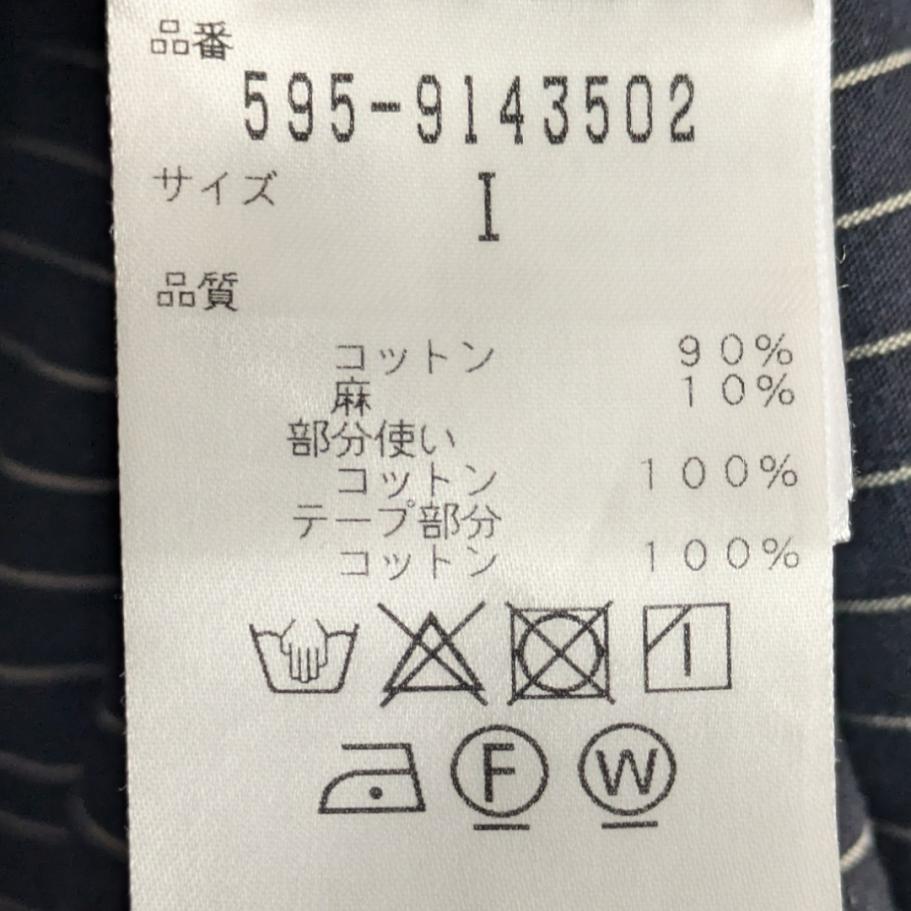 品番
595-9143502
サイズ I
品質
コットン 90%
麻 10%
部分使い
コットン 100%
テープ部分
コットン 100%
F W